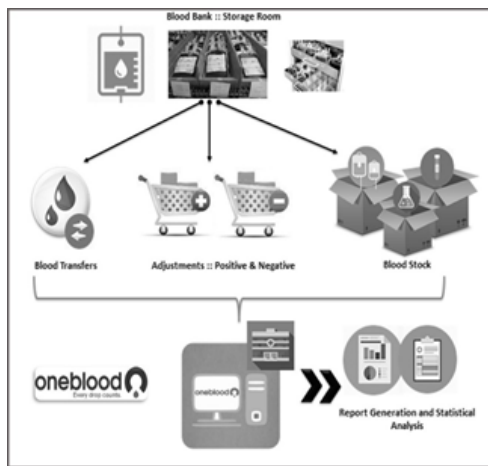 Blood Bank :: Storage Room
Blood Transfers
Adjustments :: Positive & Negative
Blood Stock
oneblood
Every drop counts.
oneblood
Report Generation and Statistical
Analysis